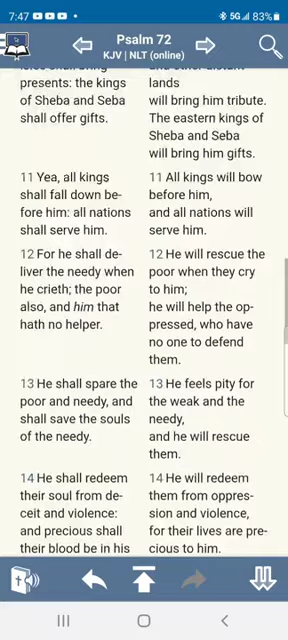 7:47
5G 83%
Psalm 72
KJV | NLT (online)
presents: the kings
of Sheba and Seba
shall offer gifts.
11 Yea, all kings
shall fall down be-
fore him: all nations
shall serve him.
12 For he shall de-
liver the needy when
he crieth; the poor
also, and him that
hath no helper.
13 He shall spare the
poor and needy, and
shall save the souls
of the needy.
14 He shall redeem
their soul from de-
ceit and violence:
and precious shall
their blood be in his
lands
will bring him tribute.
The eastern kings of
Sheba and Seba
will bring him gifts.
11 All kings will bow
before him,
and all nations will
serve him.
12 He will rescue the
poor when they cry
to him;
he will help the op-
pressed, who have
no one to defend
them.
13 He feels pity for
the weak and the
needy,
and he will rescue
them.
14 He will redeem
them from oppres-
sion and violence,
for their lives are pre-
cious to him.